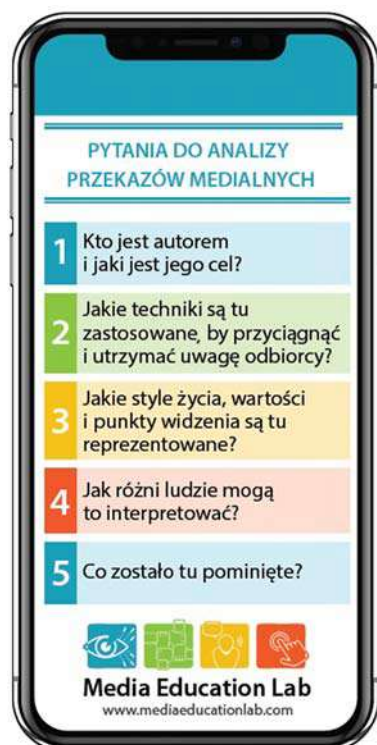 PYTANIA DO ANALIZY
PRZEKAZÓW MEDIALNYCH
1
Kto jest autorem
i jaki jest jego cel?
2
Jakie techniki są tu
zastosowane, by przyciągnąć
i utrzymać uwagę odbiorcy?
3
Jakie style życia, wartości
i punkty widzenia są tu
reprezentowane?
4
Jak różni ludzie mogą
to interpretować?
5
Co zostało tu pominięte?
Media Education Lab
www.mediaeducationlab.com